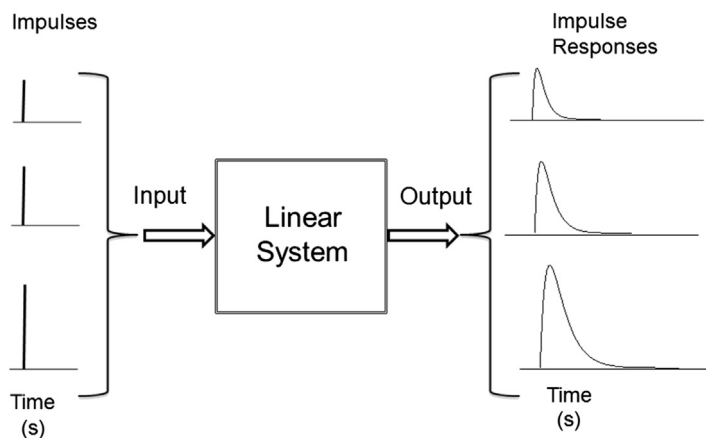 Impulses
Impulse
Responses
Input
Output
Linear
System
Time
(s)
Time
(s)